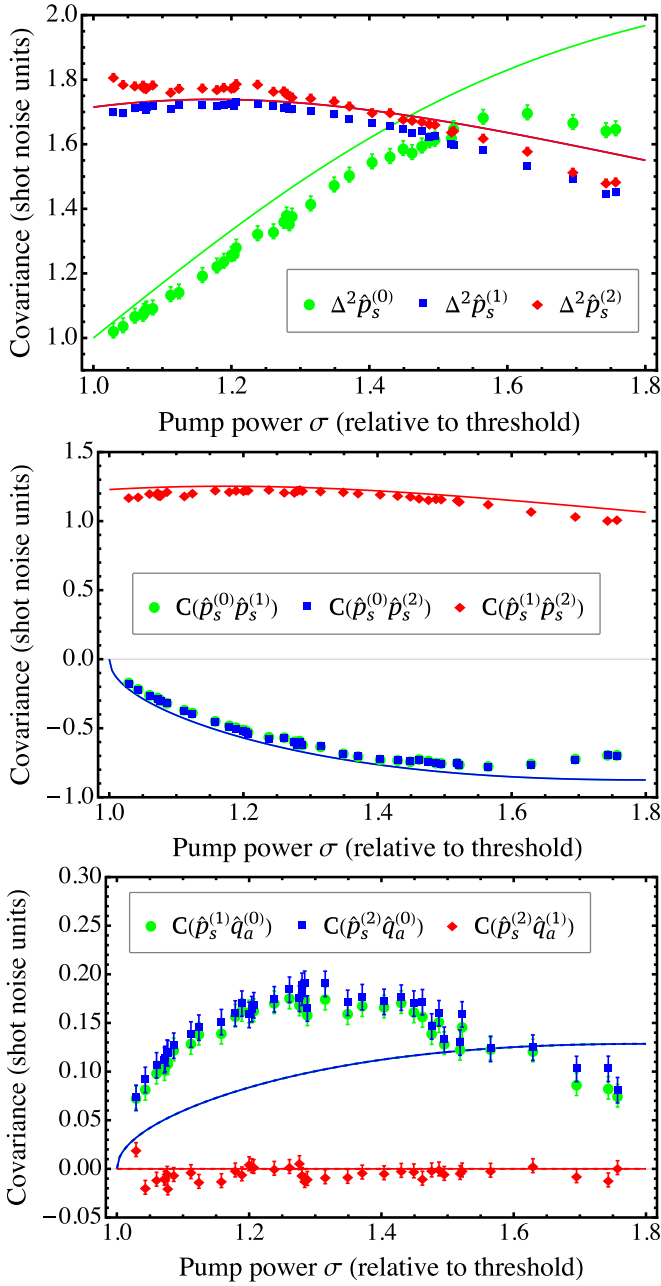 Covariance (shot noise units)
2.0
1.8
1.6
1.4
1.2
1.0
Δ²p̂ₛ⁽⁰⁾ Δ²p̂ₛ⁽¹⁾ Δ²p̂ₛ⁽²⁾
1.0 1.2 1.4 1.6 1.8
Pump power σ (relative to threshold)
Covariance (shot noise units)
1.5
1.0
0.5
0.0
−0.5
−1.0
C(p̂ₛ⁽⁰⁾p̂ₛ⁽¹⁾) C(p̂ₛ⁽⁰⁾p̂ₛ⁽²⁾) C(p̂ₛ⁽¹⁾p̂ₛ⁽²⁾)
1.0 1.2 1.4 1.6 1.8
Pump power σ (relative to threshold)
Covariance (shot noise units)
0.30
C(p̂ₛ⁽¹⁾q̂ₐ⁽⁰⁾) C(p̂ₛ⁽²⁾q̂ₐ⁽⁰⁾) C(p̂ₛ⁽²⁾q̂ₐ⁽¹⁾)
0.20
0.15
0.10
0.05
0.00
−0.05
1.0 1.2 1.4 1.6 1.8
Pump power σ (relative to threshold)